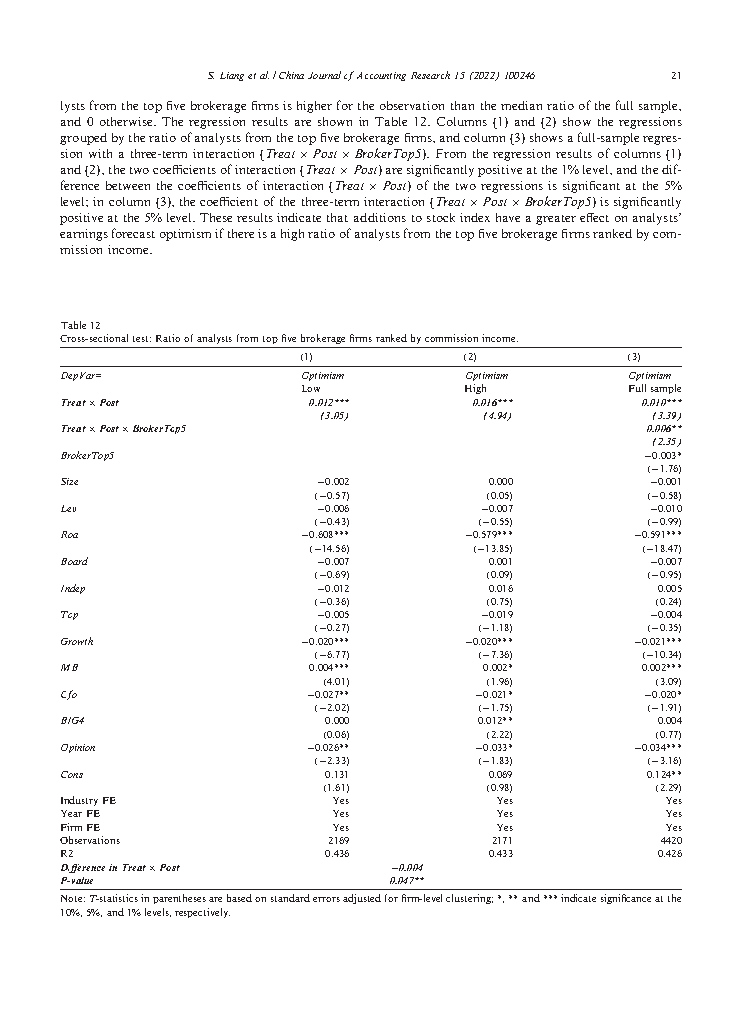 S. Liang et al. / China Journal of Accounting Research 15 (2022) 100246 21
lysts from the top five brokerage firms is higher for the observation than the median ratio of the full sample,
and 0 otherwise. The regression results are shown in Table 12. Columns (1) and (2) show the regressions
grouped by the ratio of analysts from the top five brokerage firms, and column (3) shows a full-sample regres-
sion with a three-term interaction (Treat × Post × BrokerTop5). From the regression results of columns (1)
and (2), the two coefficients of interaction (Treat × Post) are significantly positive at the 1% level, and the dif-
ference between the coefficients of interaction (Treat × Post) of the two regressions is significant at the 5%
level; in column (3), the coefficient of the three-term interaction (Treat × Post × BrokerTop5) is significantly
positive at the 5% level. These results indicate that additions to stock index have a greater effect on analysts'
earnings forecast optimism if there is a high ratio of analysts from the top five brokerage firms ranked by com-
mission income.
Table 12
Cross-sectional test: Ratio of analysts from top five brokerage firms ranked by commission income.
(1) (2) (3)
DepVar= Optimism Optimism Optimism
Low High Full sample
Treat × Post 0.012*** 0.016*** 0.010***
(3.05) (4.94) (3.39)
Treat × Post × BrokerTop5 0.006**
(2.35)
BrokerTop5 −0.003*
(−1.76)
Size −0.002 0.000 −0.001
(−0.57) (0.05) (−0.58)
Lev −0.006 −0.007 −0.010
(−0.43) (−0.55) (−0.99)
Roa −0.608*** −0.579*** −0.591***
(−14.56) (−13.85) (−18.47)
Board −0.007 0.001 −0.007
(−0.69) (0.09) (−0.95)
Indep −0.012 0.016 0.005
(−0.36) (0.75) (0.24)
Top −0.005 −0.019 −0.004
(−0.27) (−1.18) (−0.35)
Growth −0.020*** −0.020*** −0.021***
(−6.77) (−7.36) (−10.34)
MB 0.004*** 0.002* 0.002***
(4.01) (1.96) (3.09)
Cfo −0.027** −0.021* −0.020*
(−2.02) (−1.75) (−1.91)
BIG4 0.000 0.012** 0.004
(0.06) (2.22) (0.77)
Opinion −0.026** −0.033* −0.034***
(−2.33) (−1.83) (−3.16)
Cons 0.131 0.069 0.124**
(1.61) (0.98) (2.29)
Industry FE Yes Yes Yes
Year FE Yes Yes Yes
Firm FE Yes Yes Yes
Observations 2169 2171 4420
R2 0.436 0.433 0.426
Difference in Treat × Post −0.004
P-value 0.047**
Note: T-statistics in parentheses are based on standard errors adjusted for firm-level clustering; *, ** and *** indicate significance at the
10%, 5%, and 1% levels, respectively.